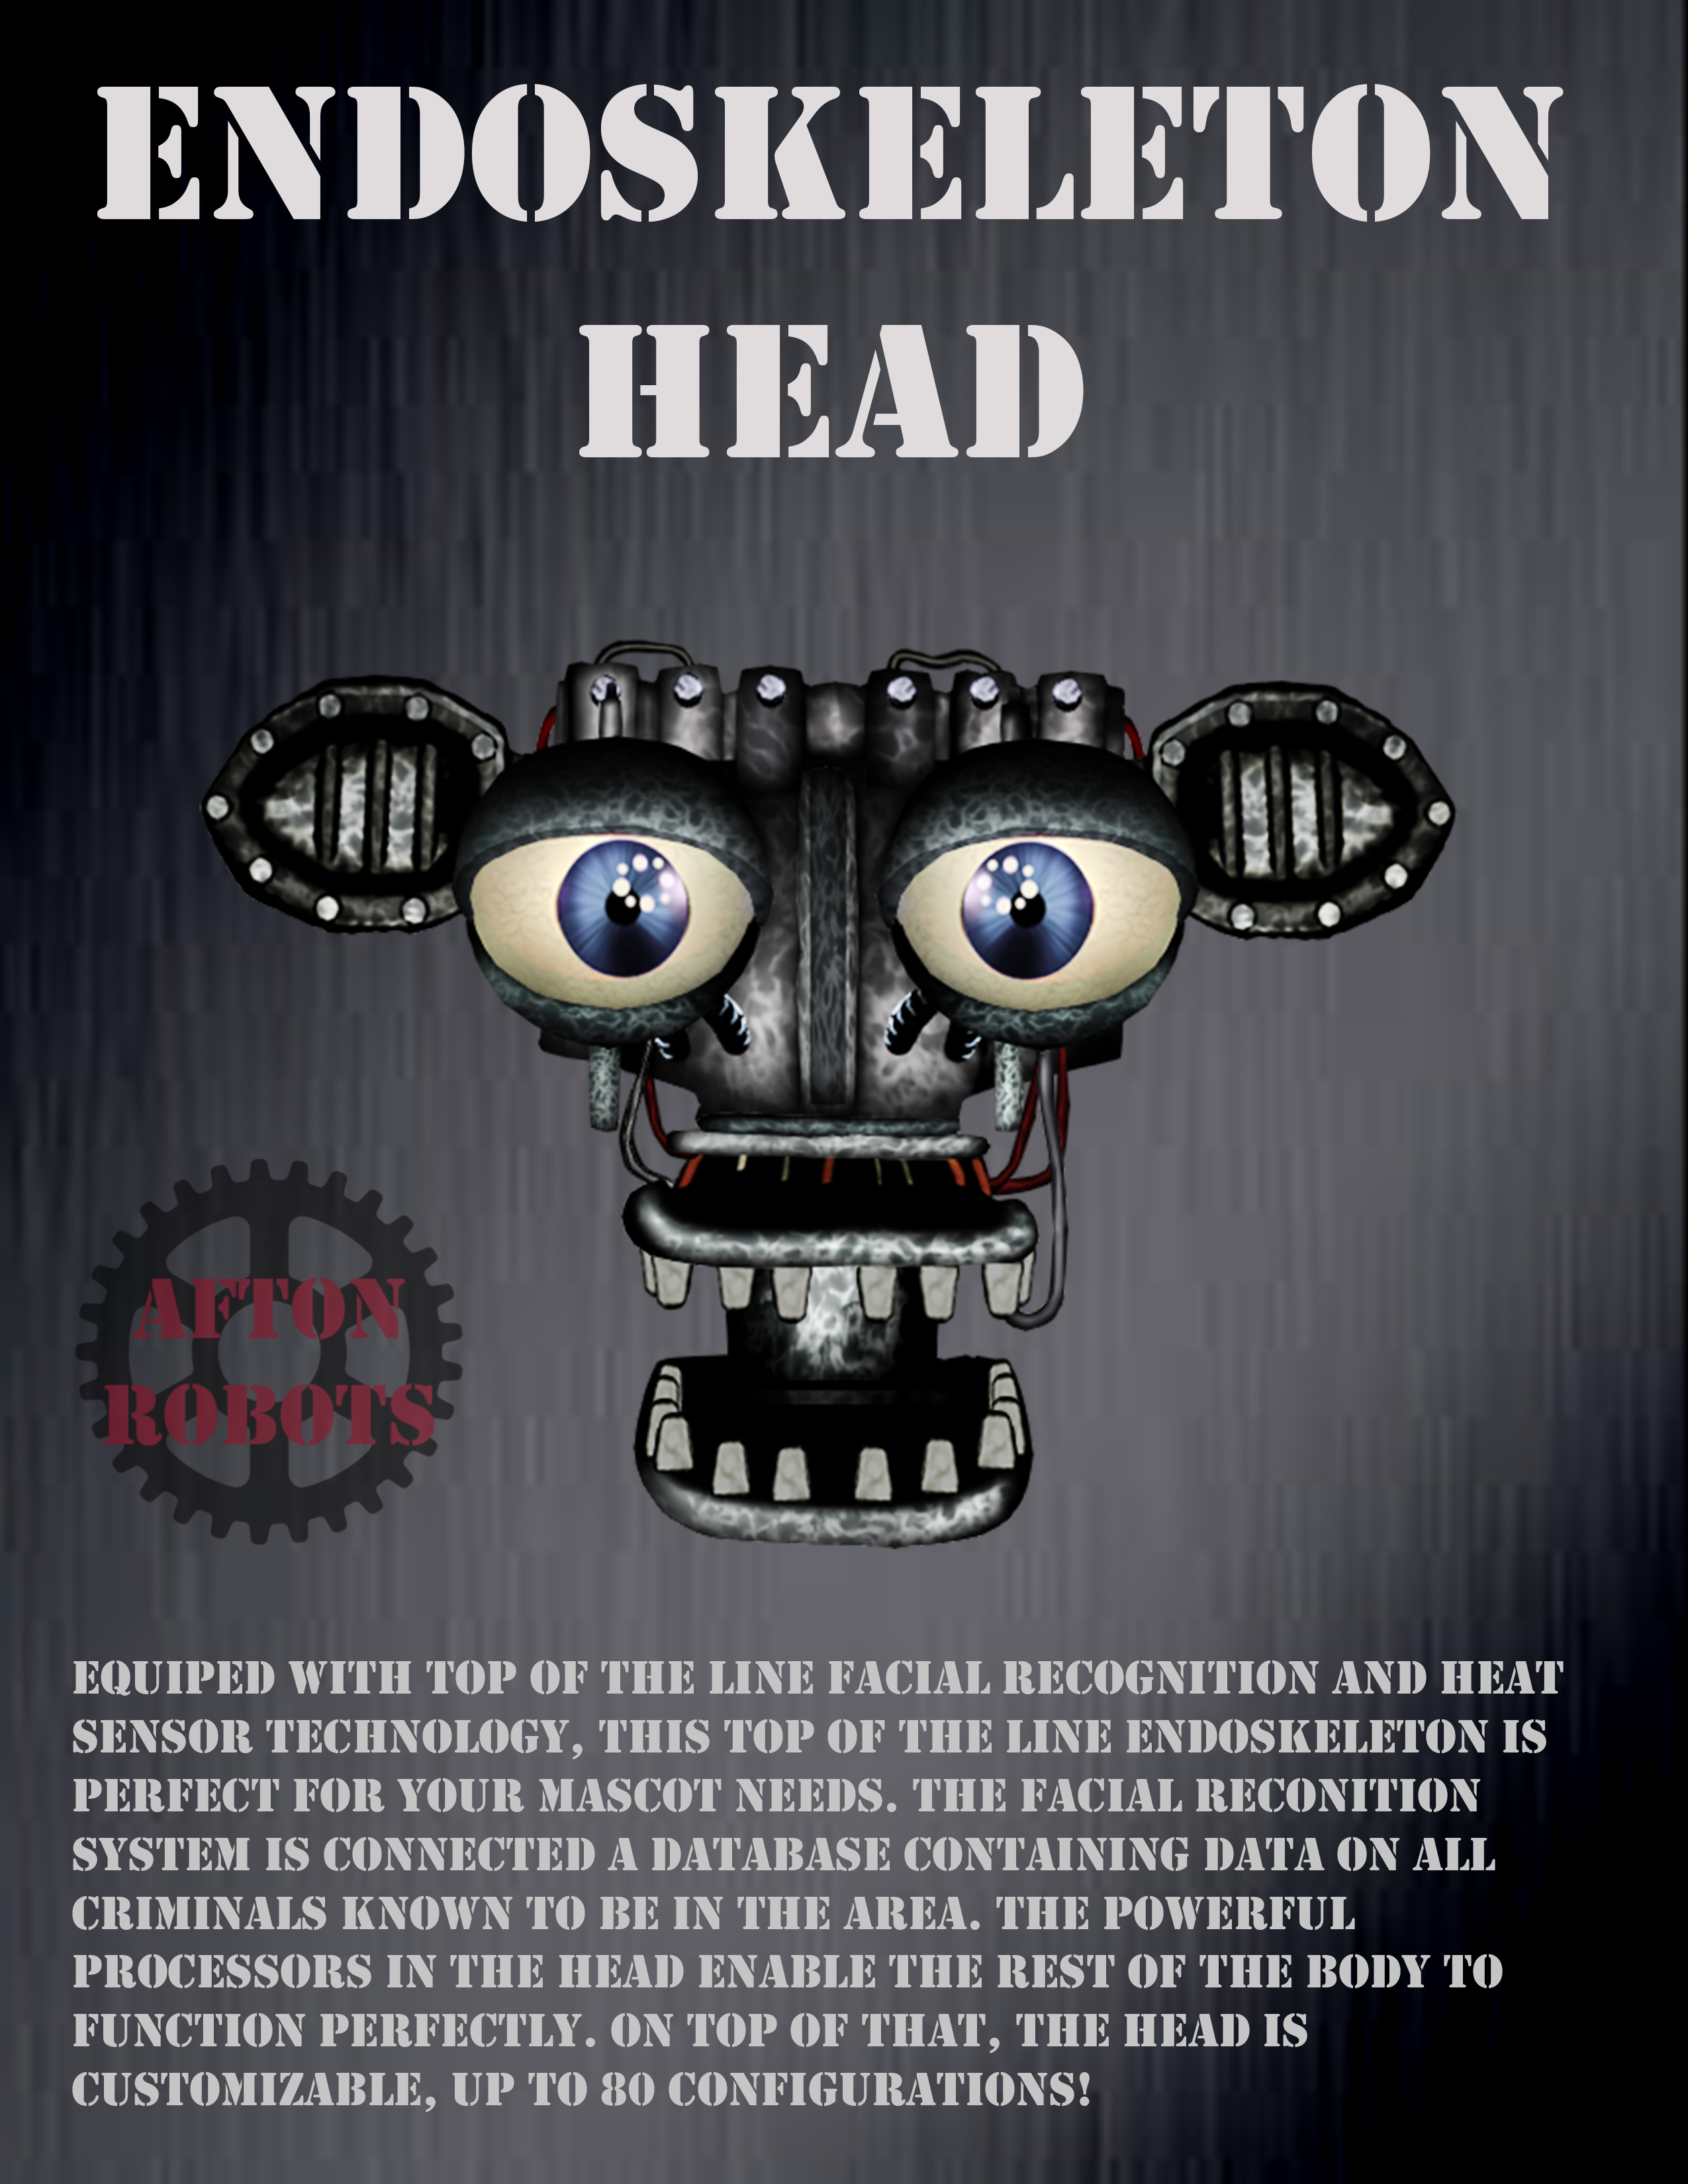 ENDOSKELETON
HEAD
AFTON
ROBOTS
EQUIPED WITH TOP OF THE LINE FACIAL RECOGNITION AND HEAT
SENSOR TECHNOLOGY, THIS TOP OF THE LINE ENDOSKELETON IS
PERFECT FOR YOUR MASCOT NEEDS. THE FACIAL RECONITION
SYSTEM IS CONNECTED A DATABASE CONTAINING DATA ON ALL
CRIMINALS KNOWN TO BE IN THE AREA. THE POWERFUL
PROCESSORS IN THE HEAD ENABLE THE REST OF THE BODY TO
FUNCTION PERFECTLY. ON TOP OF THAT, THE HEAD IS
CUSTOMIZABLE, UP TO 80 CONFIGURATIONS!